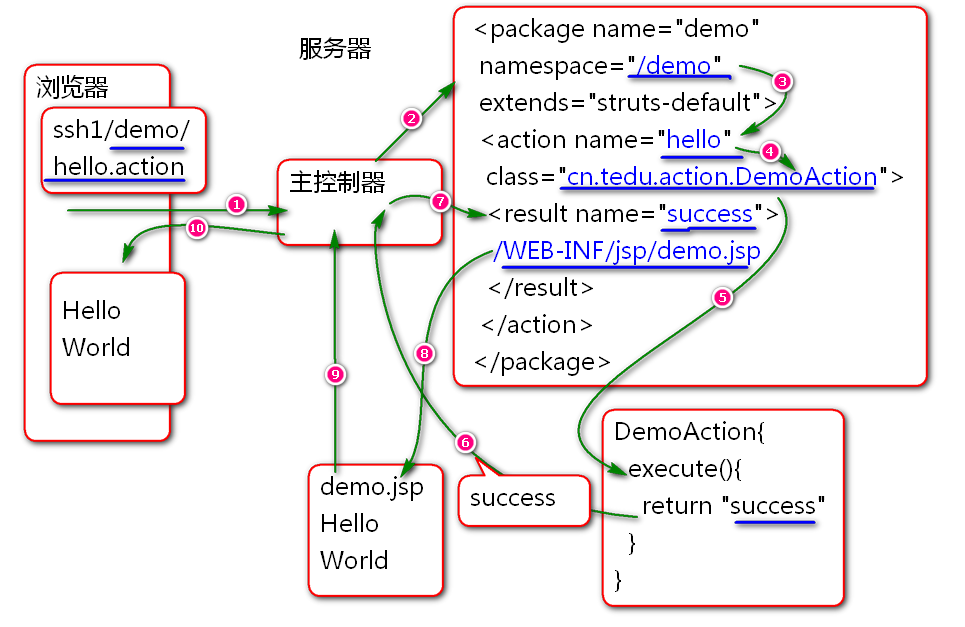 服务器
浏览器
ssh1/demo/
hello.action
1
10
Hello
World
主控制器
2
7
<package name="demo"
namespace="/demo"
3
extends="struts-default">
<action name="hello"
4
class="cn.tedu.action.DemoAction">
<result name="success">
/WEB-INF/jsp/demo.jsp
</result>
5
</action>
</package>
8
9
6
demo.jsp
Hello
World
success
DemoAction{
execute(){
return "success"
}
}